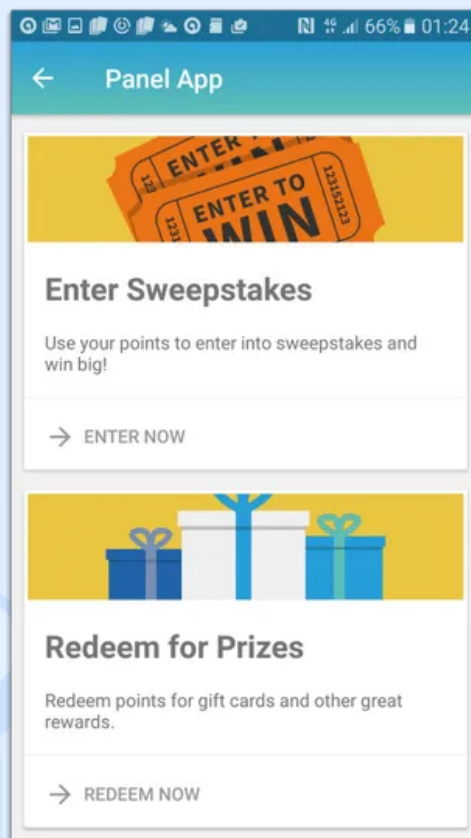 66% 01:24
Panel App
ENTER
ENTER TO
WIN
123152123
Enter Sweepstakes
Use your points to enter into sweepstakes and
win big!
ENTER NOW
Redeem for Prizes
Redeem points for gift cards and other great
rewards.
REDEEM NOW